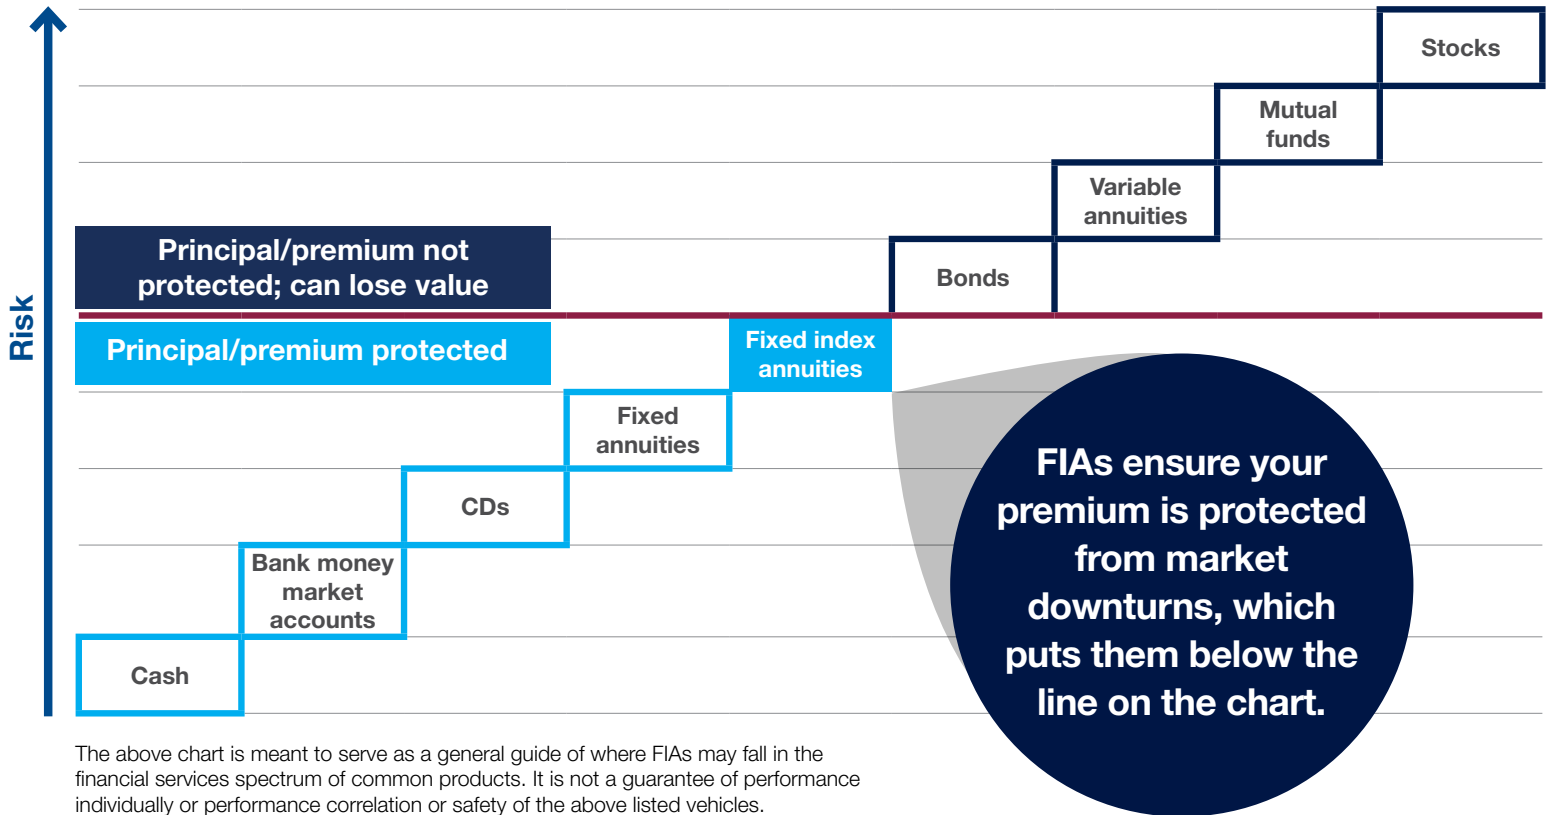 Stocks
Mutual
funds
Variable
annuities
Principal/premium not
protected; can lose value
Bonds
Risk
Principal/premium protected
Fixed index
annuities
Fixed
annuities
CDs
Bank money
market
accounts
Cash
FIAs ensure your
premium is protected
from market
downturns, which
puts them below the
line on the chart.
The above chart is meant to serve as a general guide of where FIAs may fall in the
financial services spectrum of common products. It is not a guarantee of performance
individually or performance correlation or safety of the above listed vehicles.